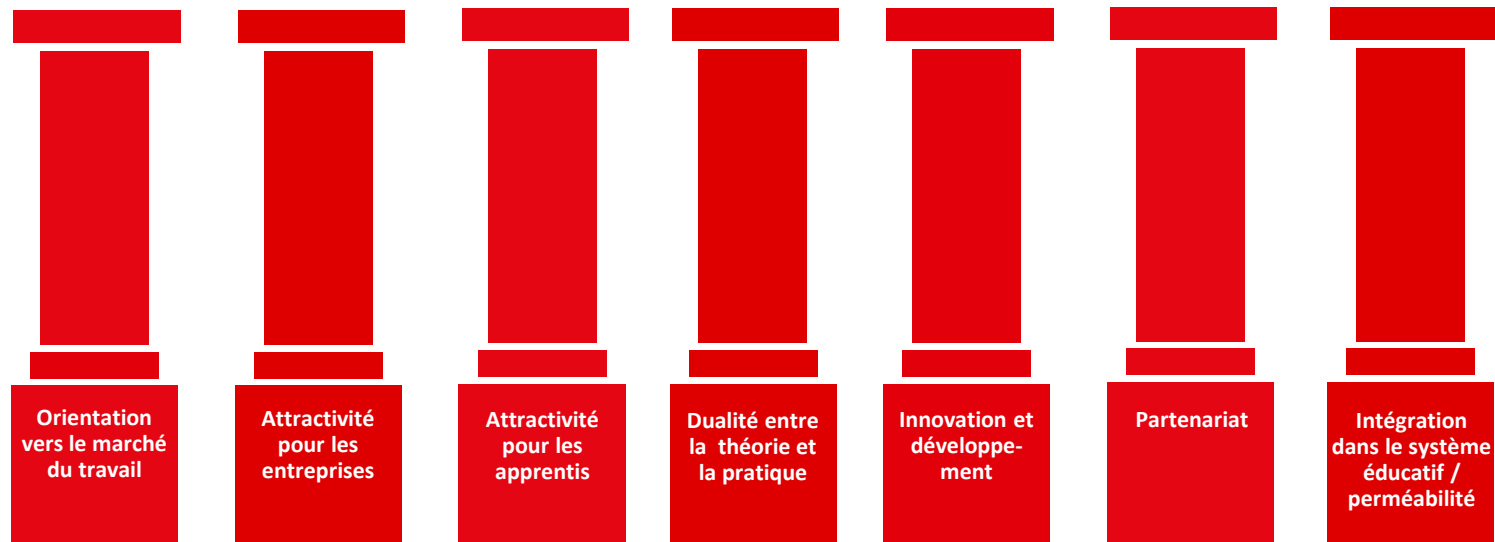 Orientation
vers le marché
du travail
Attractivité
pour les
entreprises
Attractivité
pour les
apprentis
Dualité entre
la  théorie et
la pratique
Innovation et
développe-
ment
Partenariat
Intégration
dans le système
éducatif /
perméabilité